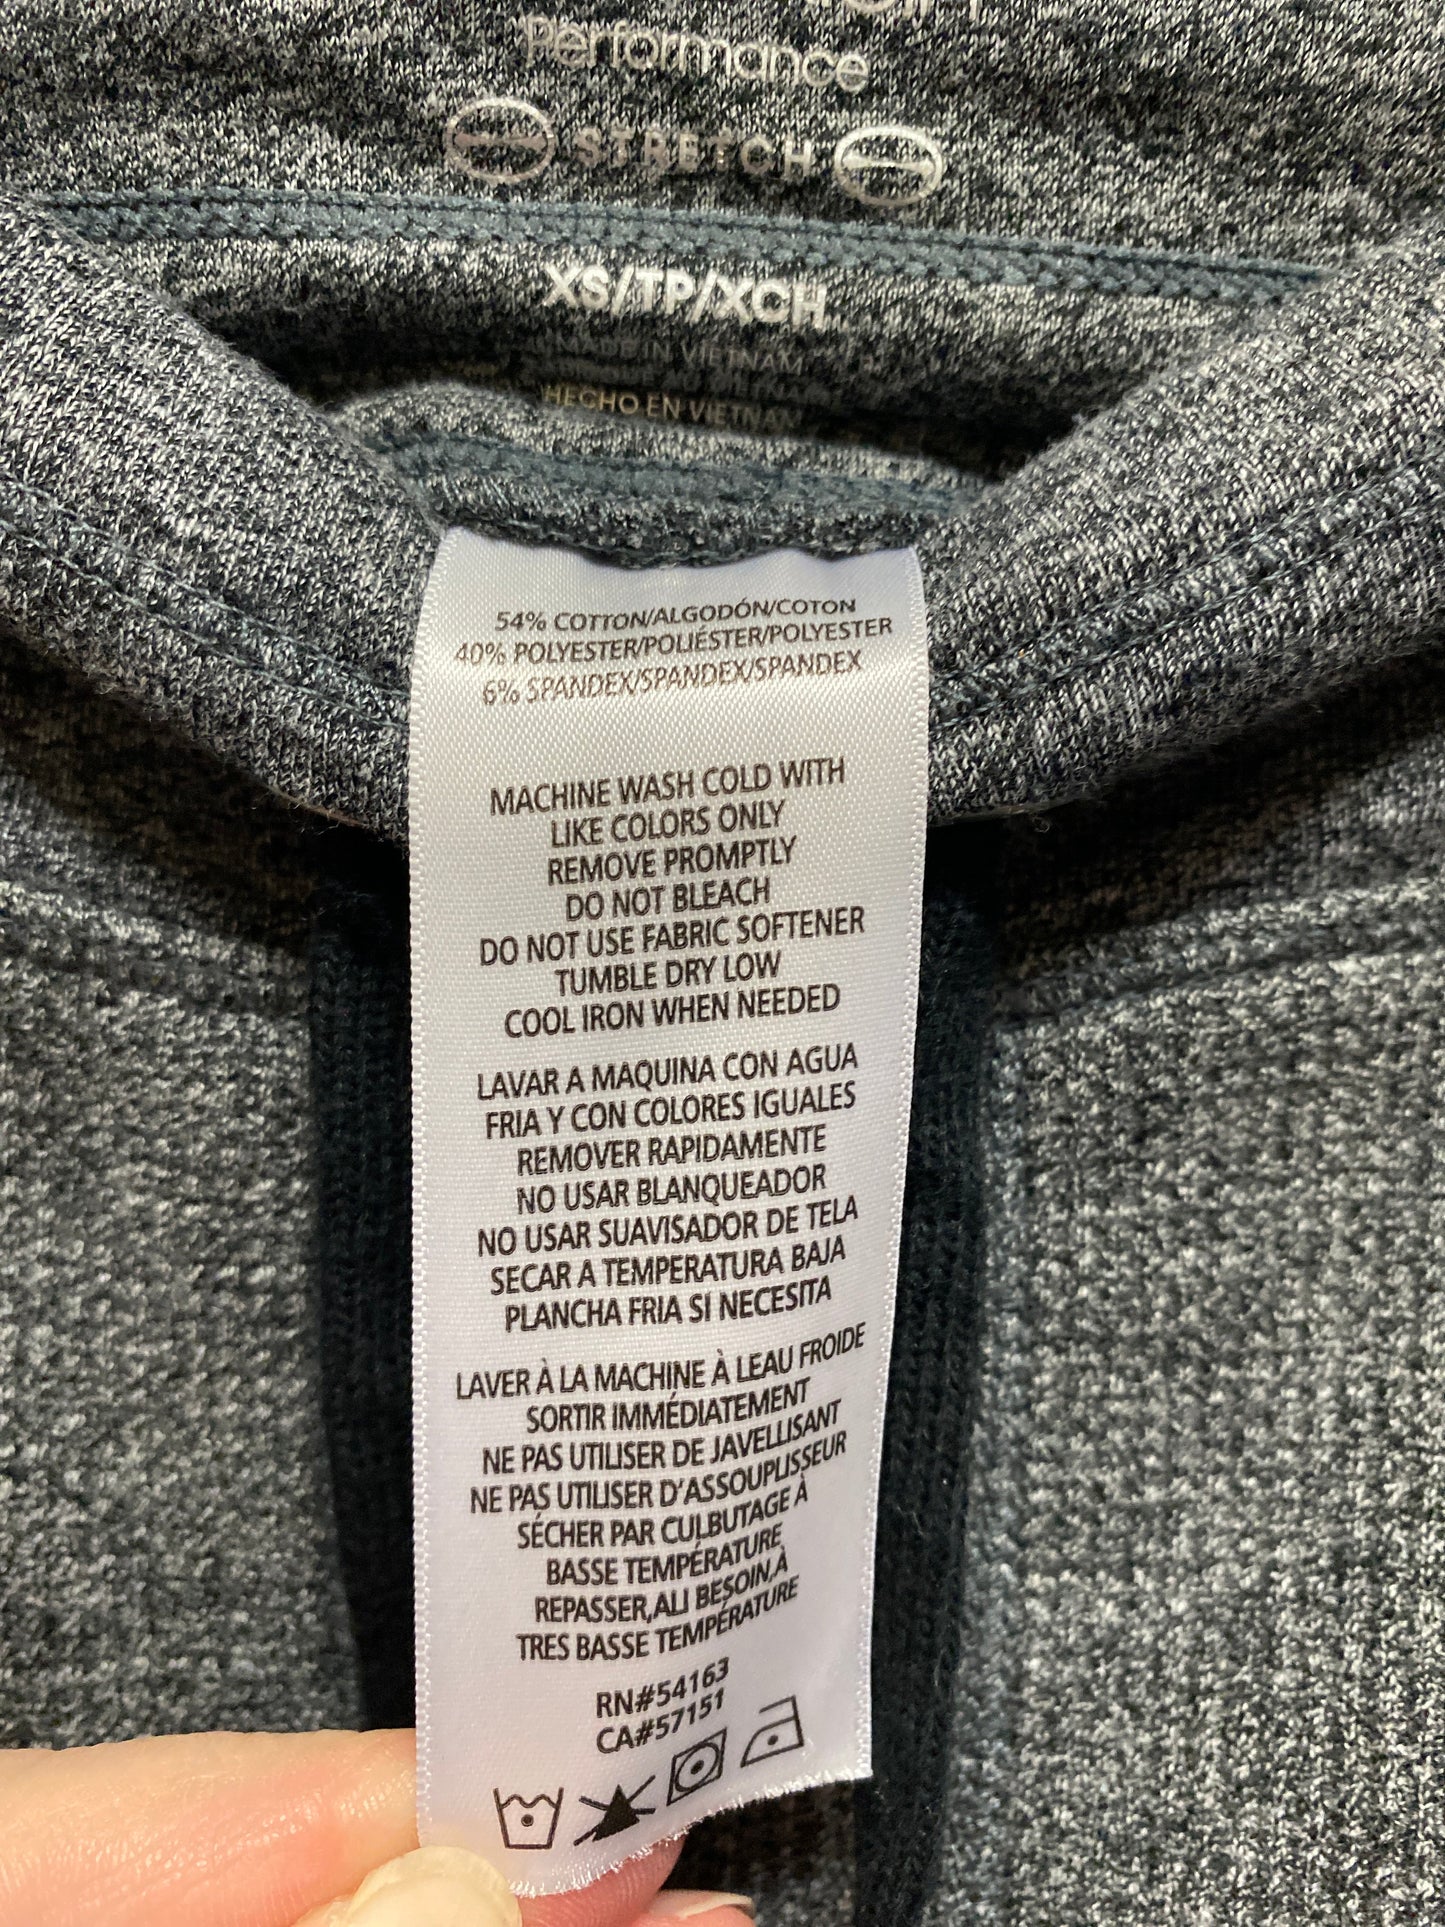 Performance
STRETCH
XS/TP/XCH
MADE IN VIETNAM
HECHO EN VIETNAM
54% COTTON/ALGODÓN/COTON
40% POLYESTER/POLIÉSTER/POLYESTER
6% SPANDEX/SPANDEX/SPANDEX
MACHINE WASH COLD WITH
LIKE COLORS ONLY
REMOVE PROMPTLY
DO NOT BLEACH
DO NOT USE FABRIC SOFTENER
TUMBLE DRY LOW
COOL IRON WHEN NEEDED
LAVAR A MAQUINA CON AGUA
FRIA Y CON COLORES IGUALES
REMOVER RAPIDAMENTE
NO USAR BLANQUEADOR
NO USAR SUAVISADOR DE TELA
SECAR A TEMPERATURA BAJA
PLANCHA FRIA SI NECESITA
LAVER À LA MACHINE À LEAU FROIDE
SORTIR IMMÉDIATEMENT
NE PAS UTILISER DE JAVELLISANT
NE PAS UTILISER D'ASSOUPLISSEUR
SÉCHER PAR CULBUTAGE À
BASSE TEMPÉRATURE
REPASSER,ALI BESOIN,À
TRES BASSE TEMPÉRATURE
RN#54163
CA#57151